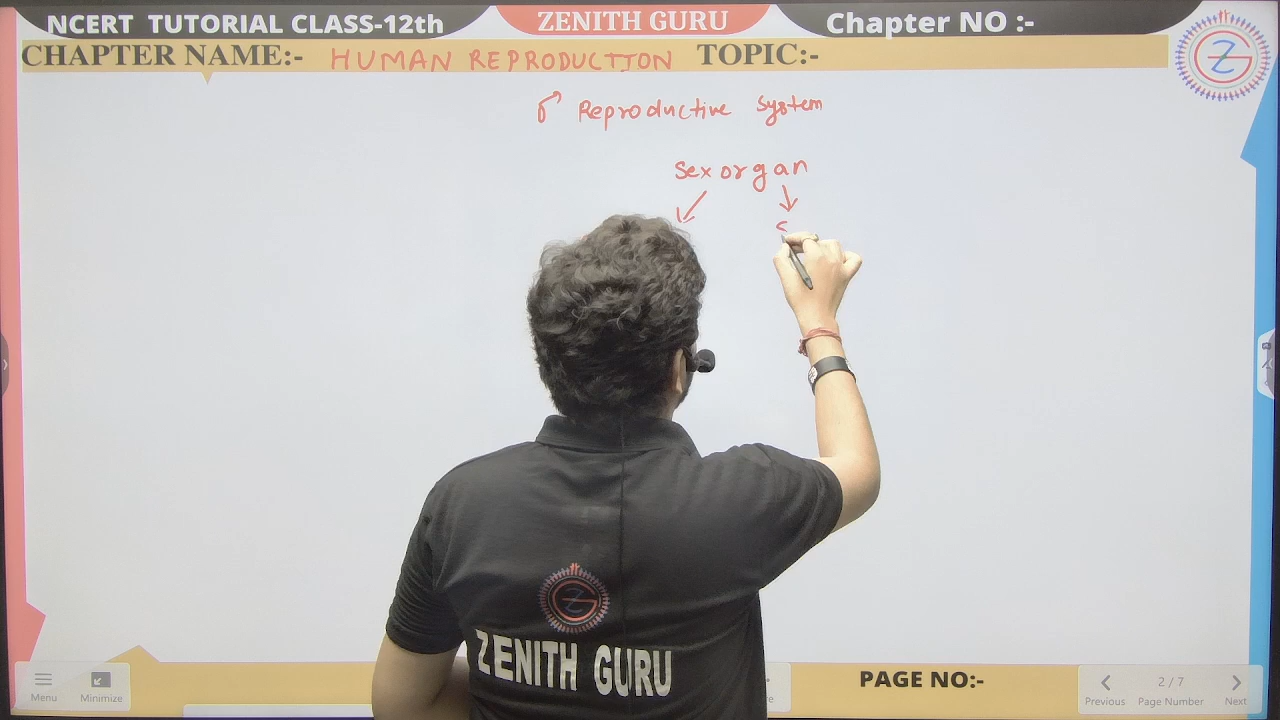 NCERT TUTORIAL CLASS-12th
ZENITH GURU
Chapter NO :-
CHAPTER NAME:- HUMAN REPRODUCTION TOPIC:-
♂ Reproductive System
Sex organ
ZENITH GURU
PAGE NO:-
Menu
Minimize
2 / 7
Previous Page Number Next